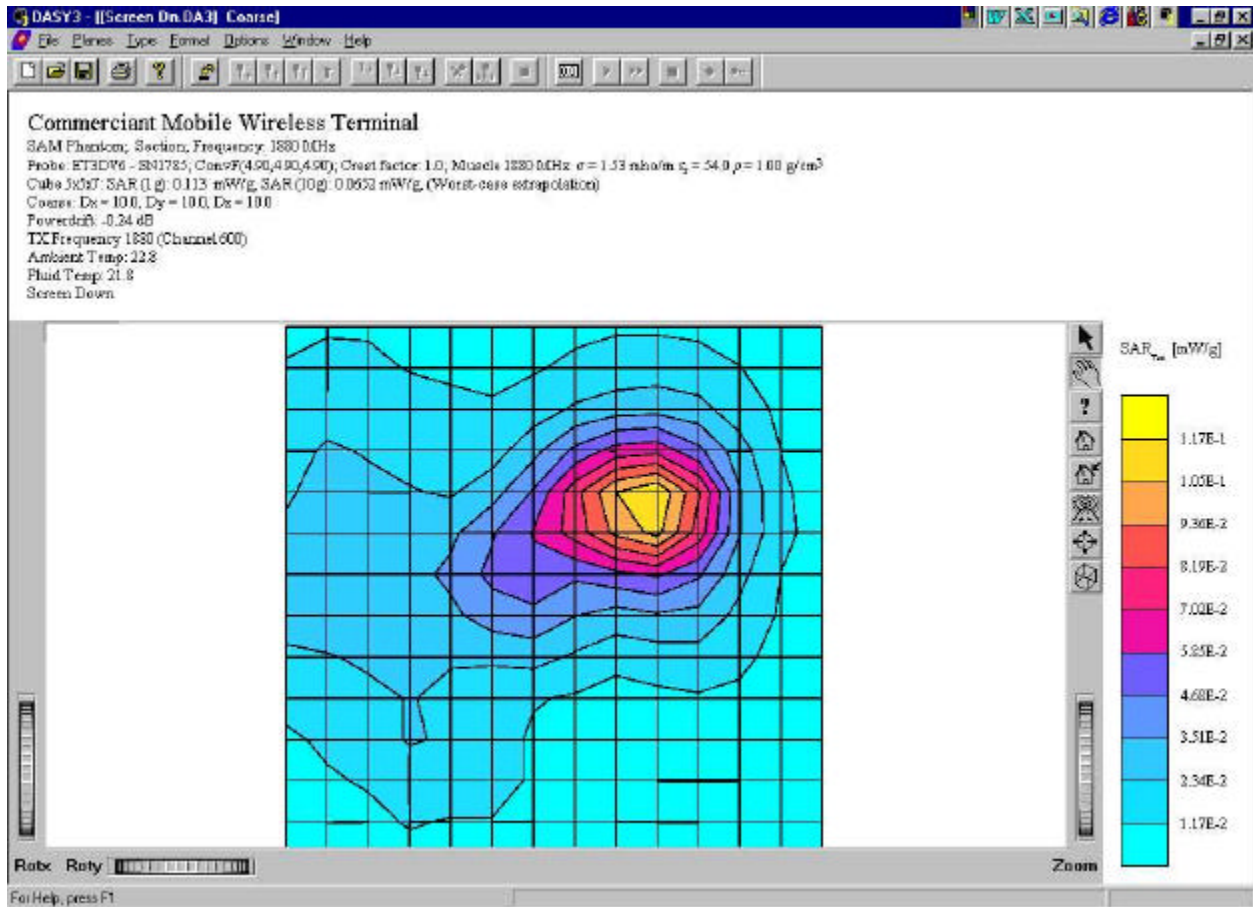 DASY3 - [[Screen Dn.DA3] Coarse]
File Planes Type Format Options Window Help
Commerciant Mobile Wireless Terminal
SAM Phantom; Section; Frequency: 1880 MHz
Probe: ET3DV6 - SN1785; ConvF(4.90,4.90,4.90); Crest factor: 1.0; Muscle 1880 MHz: σ = 1.53 mho/m εr = 54.0 ρ = 1.00 g/cm3
Cube 5x5x7: SAR (1g): 0.113 mW/g, SAR (10g): 0.0652 mW/g, (Worst-case extrapolation)
Coarse: Dx = 10.0, Dy = 10.0, Dz = 10.0
Powerdrift: -0.24 dB
TX Frequency 1880 (Channel 600)
Ambient Temp: 22.8
Fluid Temp: 21.8
Screen Down
SARTot [mW/g]
1.17E-1
1.05E-1
9.36E-2
8.19E-2
7.02E-2
5.85E-2
4.68E-2
3.51E-2
2.34E-2
1.17E-2
Rotx Roty
Zoom
For Help, press F1